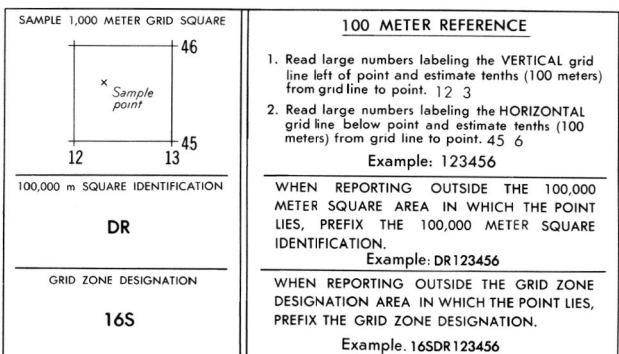 SAMPLE 1,000 METER GRID SQUARE
46
Sample
point
45
12
13
100,000 m SQUARE IDENTIFICATION
DR
GRID ZONE DESIGNATION
16S
100 METER REFERENCE
1. Read large numbers labeling the VERTICAL grid
line left of point and estimate tenths (100 meters)
from grid line to point. 12 3
2. Read large numbers labeling the HORIZONTAL
grid line below point and estimate tenths (100
meters) from grid line to point. 45 6
Example: 123456
WHEN REPORTING OUTSIDE THE 100,000
METER SQUARE AREA IN WHICH THE POINT
LIES, PREFIX THE 100,000 METER SQUARE
IDENTIFICATION.
Example: DR123456
WHEN REPORTING OUTSIDE THE GRID ZONE
DESIGNATION AREA IN WHICH THE POINT LIES,
PREFIX THE GRID ZONE DESIGNATION.
Example. 16SDR123456